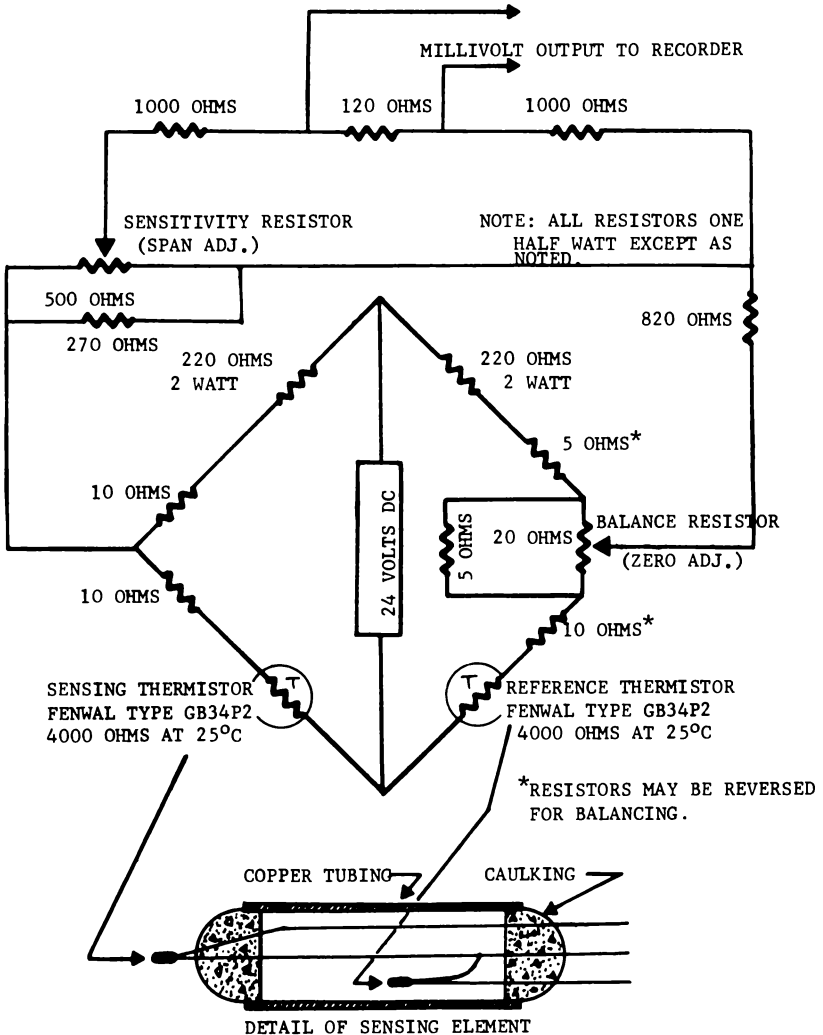 MILLIVOLT OUTPUT TO RECORDER
1000 OHMS
120 OHMS
1000 OHMS
SENSITIVITY RESISTOR
(SPAN ADJ.)
NOTE: ALL RESISTORS ONE
HALF WATT EXCEPT AS
NOTED.
500 OHMS
270 OHMS
820 OHMS
220 OHMS
2 WATT
220 OHMS
2 WATT
5 OHMS*
10 OHMS
24 VOLTS DC
5 OHMS
20 OHMS
BALANCE RESISTOR
(ZERO ADJ.)
10 OHMS
10 OHMS*
T
T
SENSING THERMISTOR
FENWAL TYPE GB34P2
4000 OHMS AT 25°C
REFERENCE THERMISTOR
FENWAL TYPE GB34P2
4000 OHMS AT 25°C
*RESISTORS MAY BE REVERSED
FOR BALANCING.
COPPER TUBING
CAULKING
DETAIL OF SENSING ELEMENT